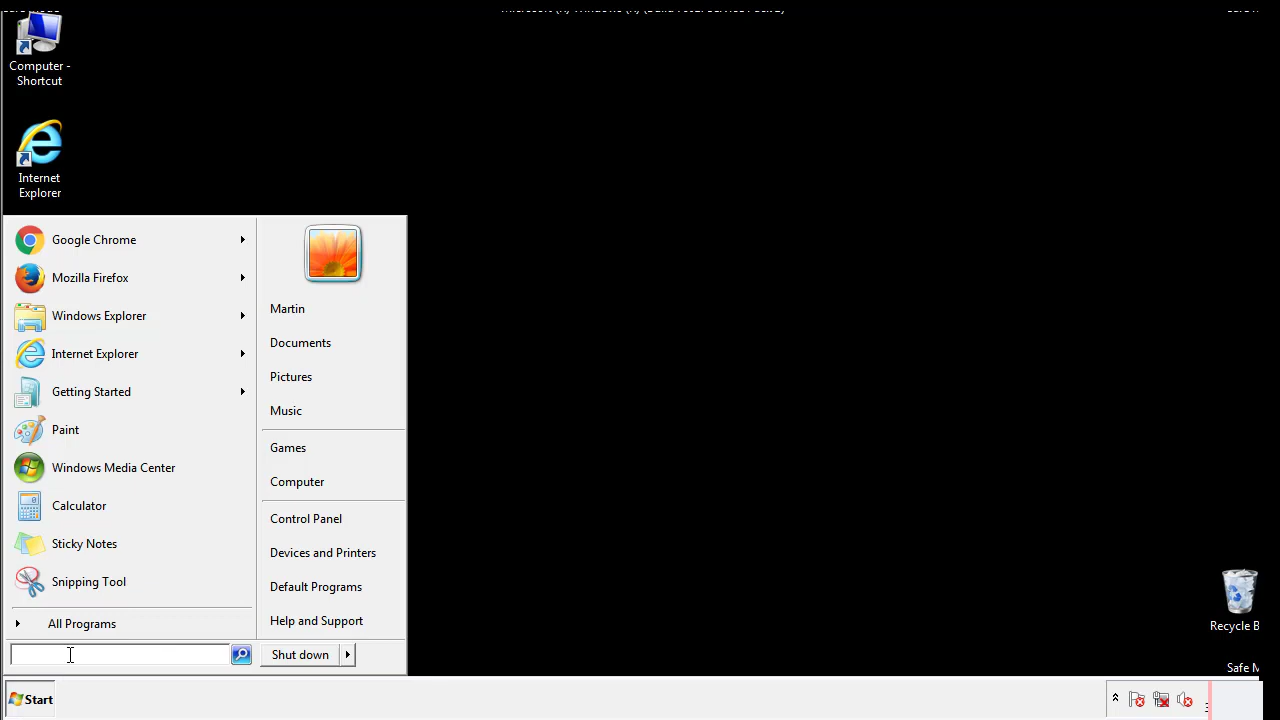 Computer -
Shortcut
Internet
Explorer
Google Chrome
Mozilla Firefox
Windows Explorer
Internet Explorer
Getting Started
Paint
Windows Media Center
Calculator
Sticky Notes
Snipping Tool
All Programs
Martin
Documents
Pictures
Music
Games
Computer
Control Panel
Devices and Printers
Default Programs
Help and Support
Shut down
Recycle B
Safe M
Start